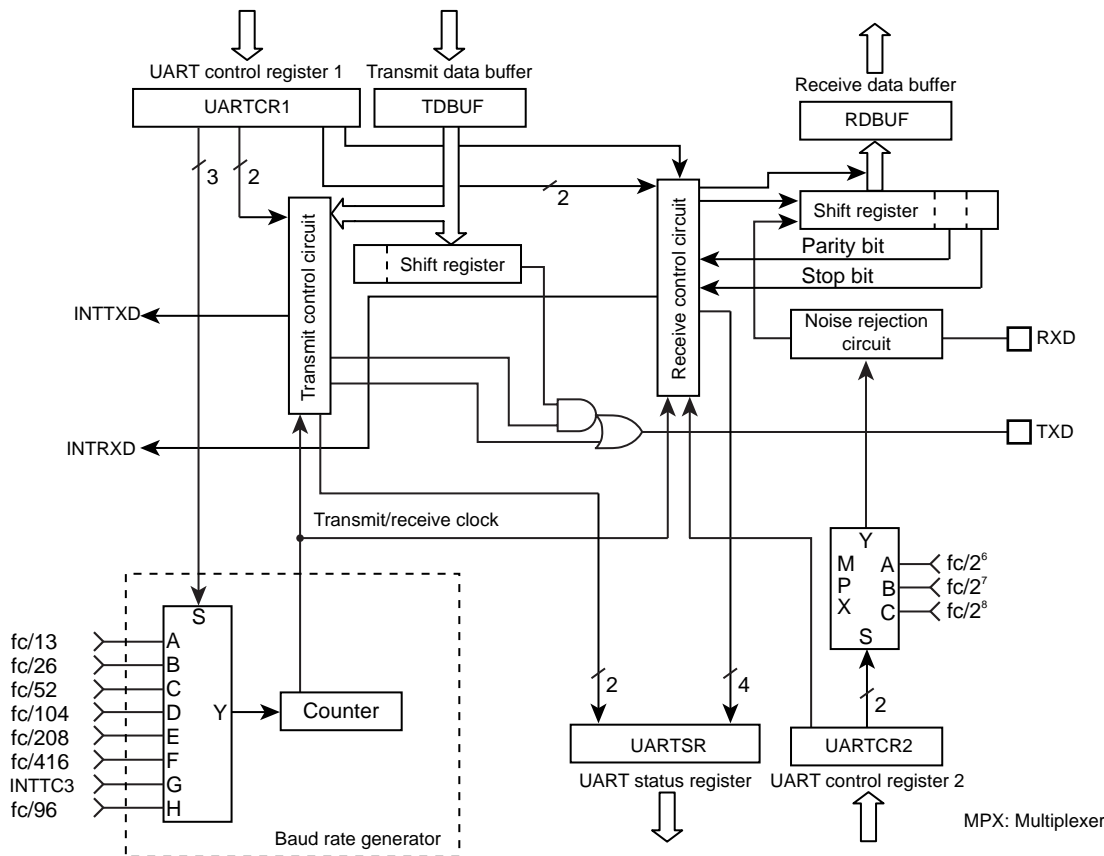 UART control register 1
Transmit data buffer
Receive data buffer
UARTCR1
TDBUF
RDBUF
3
2
2
Transmit control circuit
Receive control circuit
Shift register
Shift register
Parity bit
Stop bit
INTTXD
Noise rejection
circuit
RXD
INTRXD
TXD
Transmit/receive clock
S
A
B
C
D
E
F
G
H
Y
fc/13
fc/26
fc/52
fc/104
fc/208
fc/416
INTTC3
fc/96
Counter
Baud rate generator
Y
M
P
X
A
B
C
S
fc/2⁶
fc/2⁷
fc/2⁸
2
4
2
UARTSR
UART status register
UARTCR2
UART control register 2
MPX: Multiplexer